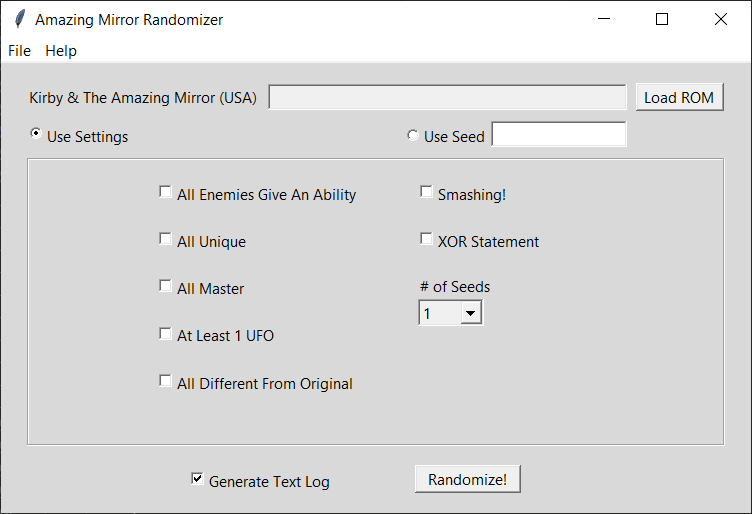 Amazing Mirror Randomizer
File Help
Kirby & The Amazing Mirror (USA) Load ROM
Use Settings Use Seed
All Enemies Give An Ability Smashing!
All Unique XOR Statement
All Master # of Seeds
1
At Least 1 UFO
All Different From Original
Generate Text Log Randomize!